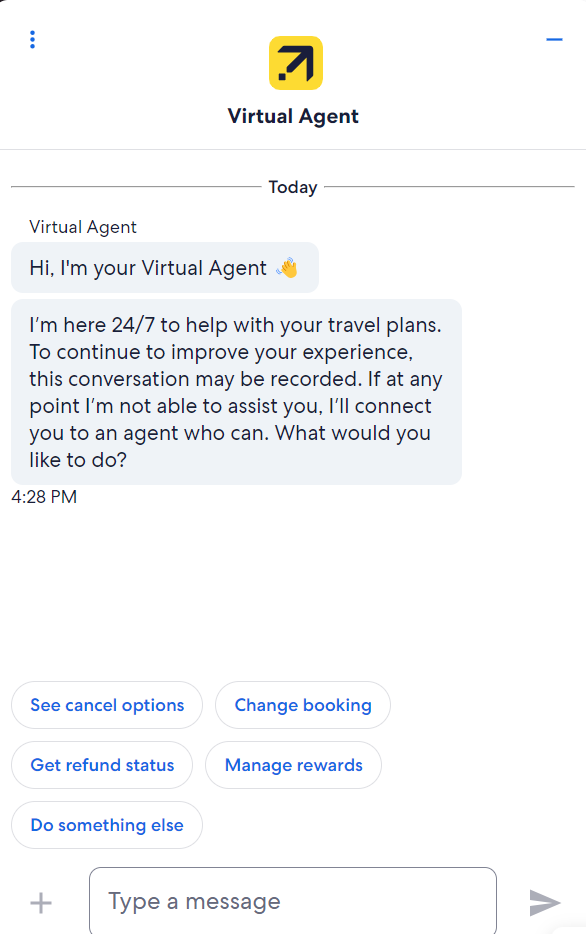 Virtual Agent
Today
Virtual Agent
Hi, I'm your Virtual Agent 👋
I'm here 24/7 to help with your travel plans.
To continue to improve your experience,
this conversation may be recorded. If at any
point I'm not able to assist you, I'll connect
you to an agent who can. What would you
like to do?
4:28 PM
See cancel options
Change booking
Get refund status
Manage rewards
Do something else
Type a message